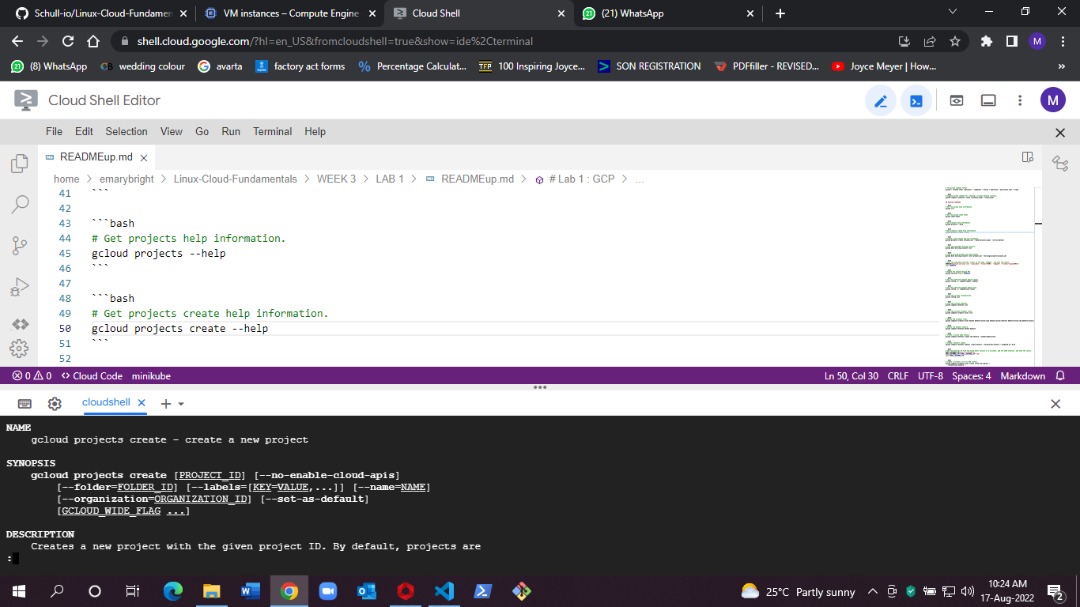 Schull-io/Linux-Cloud-Fundamen
VM instances – Compute Engine
Cloud Shell
(21) WhatsApp
shell.cloud.google.com/?hl=en_US&fromcloudshell=true&show=ide%2Cterminal
M
(8) WhatsApp
wedding colour
avarta
factory act forms
Percentage Calculat...
100 Inspiring Joyce...
SON REGISTRATION
PDFfiller - REVISED...
Joyce Meyer | How...
»
Cloud Shell Editor
M
File Edit Selection View Go Run Terminal Help
READMEup.md
home > emarybright > Linux-Cloud-Fundamentals > WEEK 3 > LAB 1 > READMEup.md > # Lab 1 : GCP > ...
41 ```
42
43 ```bash
44 # Get projects help information.
45 gcloud projects --help
46 ```
47
48 ```bash
49 # Get projects create help information.
50 gcloud projects create --help
51 ```
52
0 0 <> Cloud Code minikube
Ln 50, Col 30 CRLF UTF-8 Spaces: 4 Markdown
cloudshell
NAME
gcloud projects create - create a new project
SYNOPSIS
gcloud projects create [PROJECT_ID] [--no-enable-cloud-apis]
[--folder=FOLDER_ID] [--labels=[KEY=VALUE,...]] [--name=NAME]
[--organization=ORGANIZATION_ID] [--set-as-default]
[GCLOUD_WIDE_FLAG ...]
DESCRIPTION
Creates a new project with the given project ID. By default, projects are
:
25°C Partly sunny
10:24 AM
17-Aug-2022
2